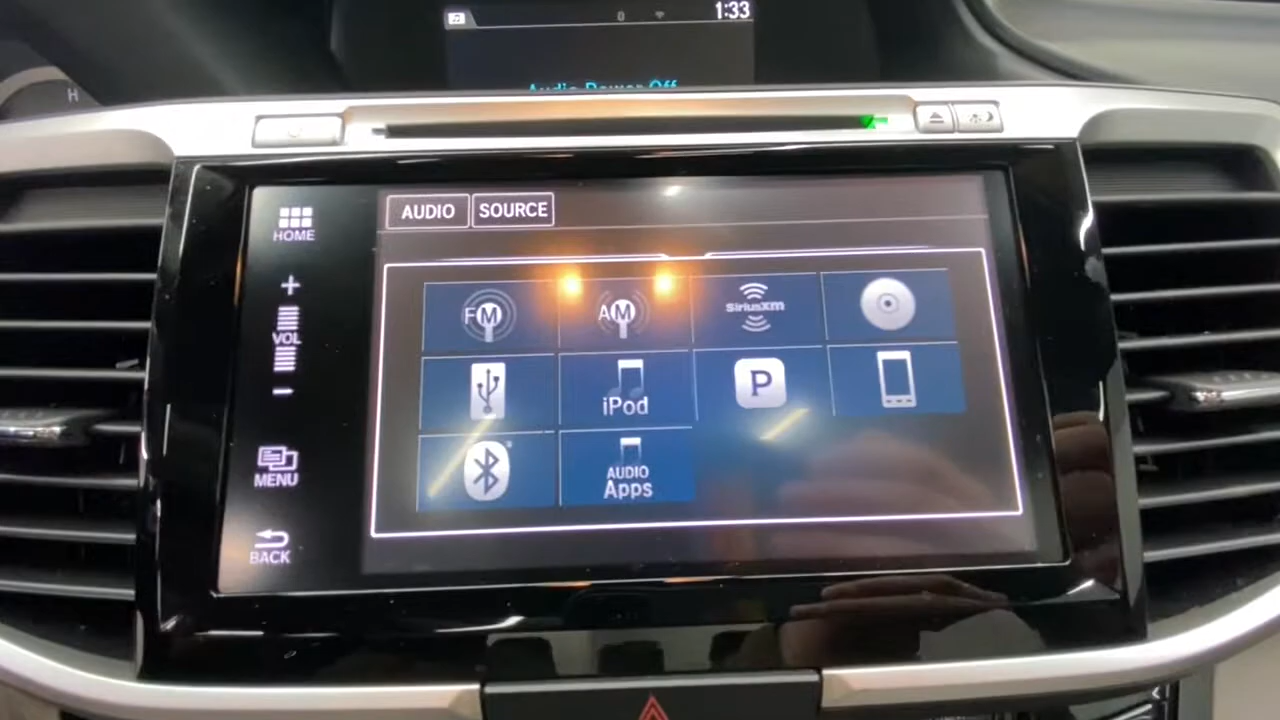 1:33
Audio Power Off
H
AUDIO SOURCE
HOME
FM
AM
SiriusXM
+
VOL
-
iPod
P
MENU
AUDIO
Apps
BACK